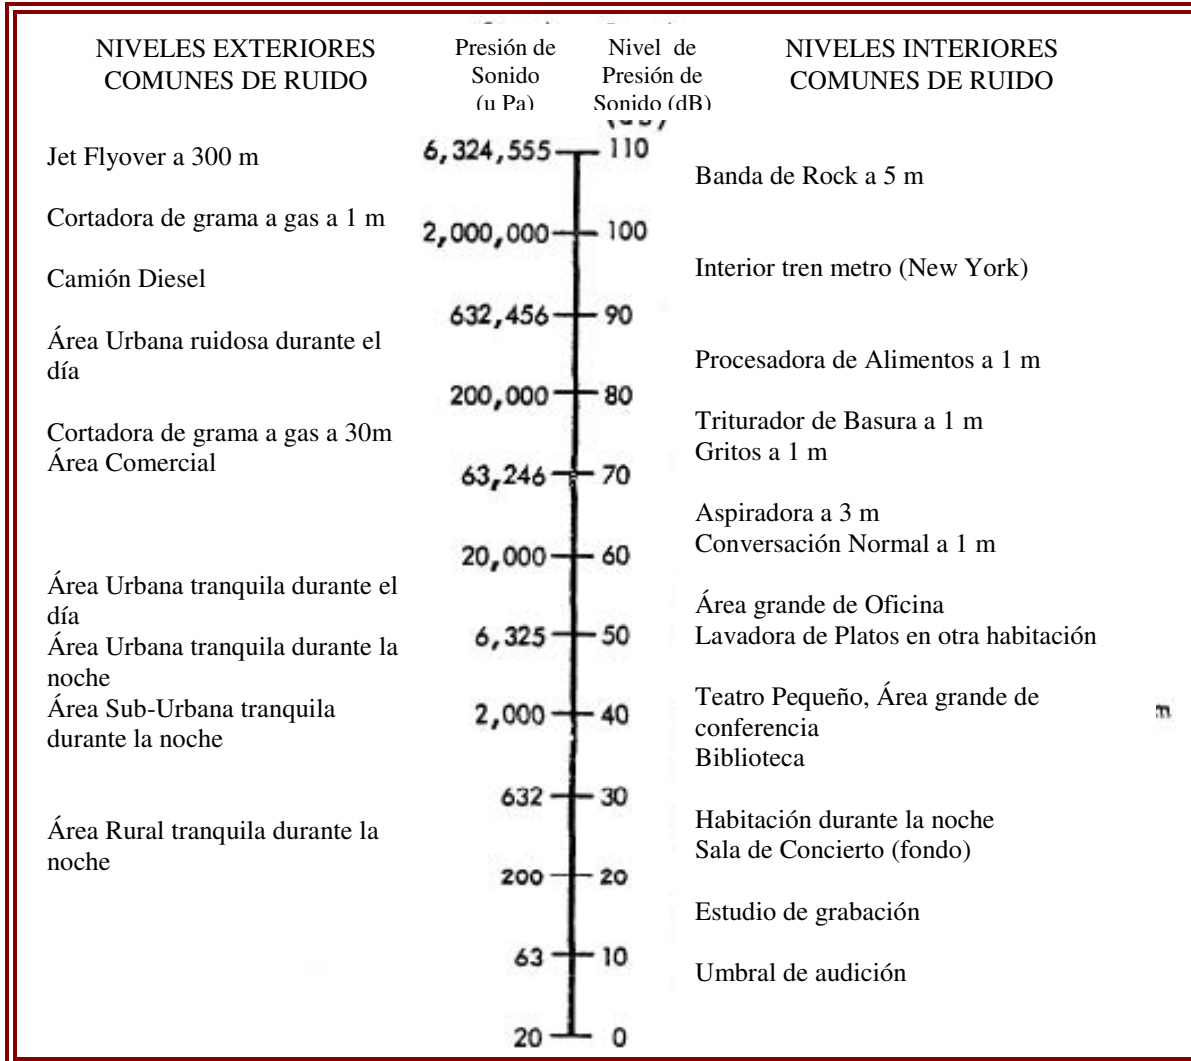 NIVELES EXTERIORES
COMUNES DE RUIDO
Presión de
Sonido
(u Pa)
Nivel de
Presión de
Sonido (dB)
NIVELES INTERIORES
COMUNES DE RUIDO
Jet Flyover a 300 m
Cortadora de grama a gas a 1 m
Camión Diesel
Área Urbana ruidosa durante el
día
Cortadora de grama a gas a 30m
Área Comercial
Área Urbana tranquila durante el
día
Área Urbana tranquila durante la
noche
Área Sub-Urbana tranquila
durante la noche
Área Rural tranquila durante la
noche
6,324,555 110
2,000,000 100
632,456 90
200,000 80
63,246 70
20,000 60
6,325 50
2,000 40
632 30
200 20
63 10
20 0
Banda de Rock a 5 m
Interior tren metro (New York)
Procesadora de Alimentos a 1 m
Triturador de Basura a 1 m
Gritos a 1 m
Aspiradora a 3 m
Conversación Normal a 1 m
Área grande de Oficina
Lavadora de Platos en otra habitación
Teatro Pequeño, Área grande de
conferencia
Biblioteca
Habitación durante la noche
Sala de Concierto (fondo)
Estudio de grabación
Umbral de audición